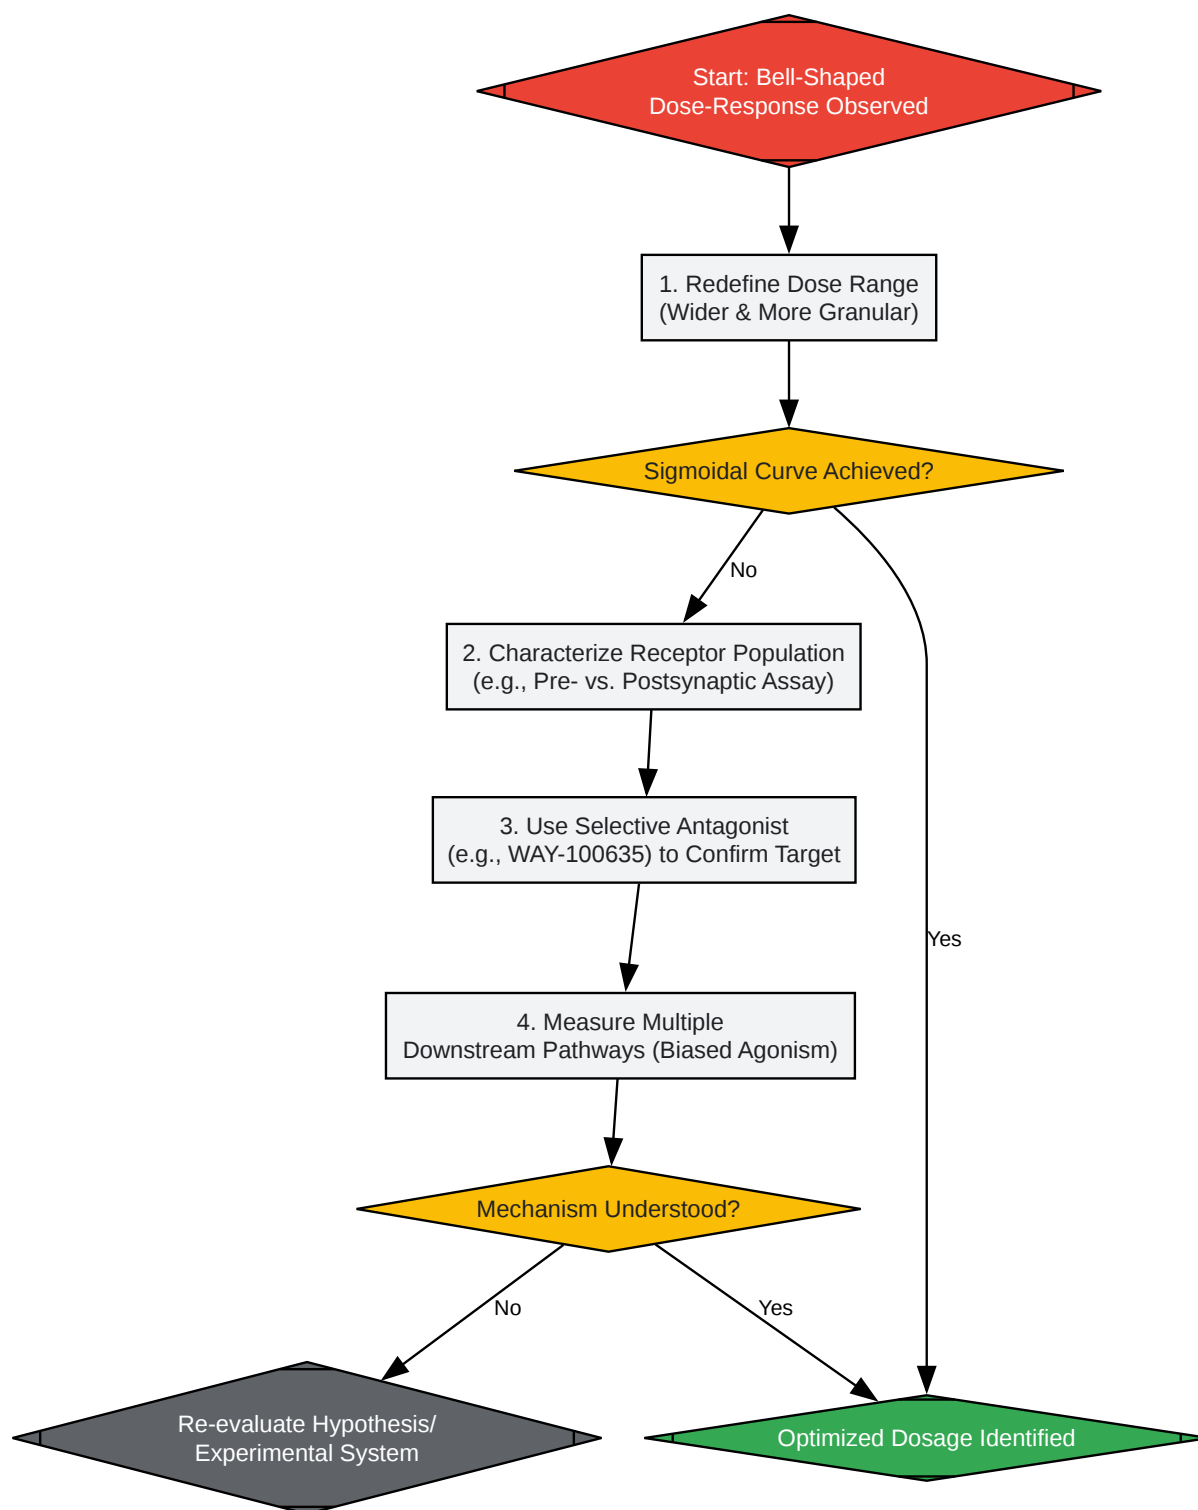 Start: Bell-Shaped
Dose-Response Observed
1. Redefine Dose Range
(Wider & More Granular)
Sigmoidal Curve Achieved?
No
2. Characterize Receptor Population
(e.g., Pre- vs. Postsynaptic Assay)
3. Use Selective Antagonist
(e.g., WAY-100635) to Confirm Target
Yes
4. Measure Multiple
Downstream Pathways (Biased Agonism)
Mechanism Understood?
No
Yes
Re-evaluate Hypothesis/
Experimental System
Optimized Dosage Identified